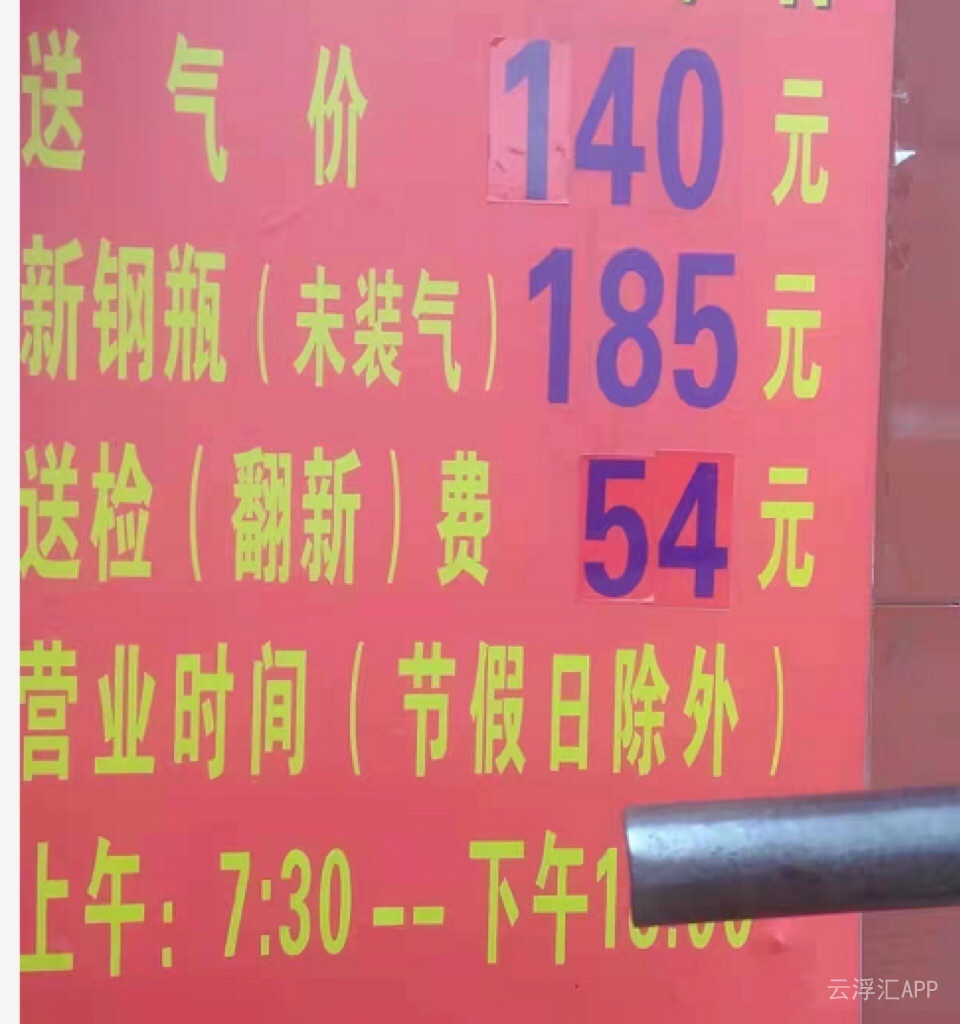 送气价 140元
新钢瓶(未装气) 185元
送检(翻新)费 54元
营业时间(节假日除外)
上午: 7:30--下午1
云浮汇APP